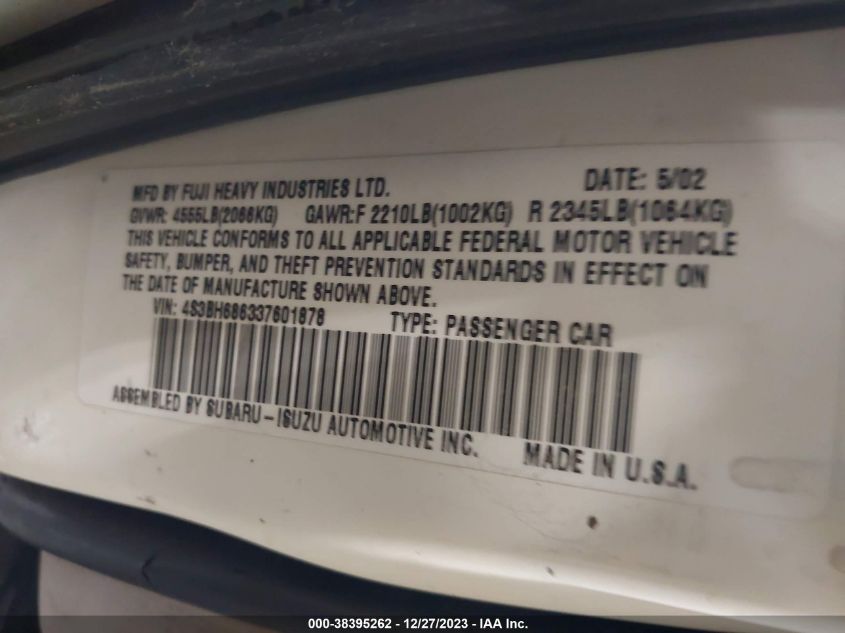 MFD BY FUJI HEAVY INDUSTRIES LTD. DATE: 5/02
GVWR: 4555LB(2066KG) GAWR:F 2210LB(1002KG) R 2345LB(1064KG)
THIS VEHICLE CONFORMS TO ALL APPLICABLE FEDERAL MOTOR VEHICLE
SAFETY, BUMPER, AND THEFT PREVENTION STANDARDS IN EFFECT ON
THE DATE OF MANUFACTURE SHOWN ABOVE.
VIN: 4S3BH686337601878 TYPE: PASSENGER CAR
ASSEMBLED BY SUBARU-ISUZU AUTOMOTIVE INC. MADE IN U.S.A.
000-38395262 - 12/27/2023 - IAA Inc.